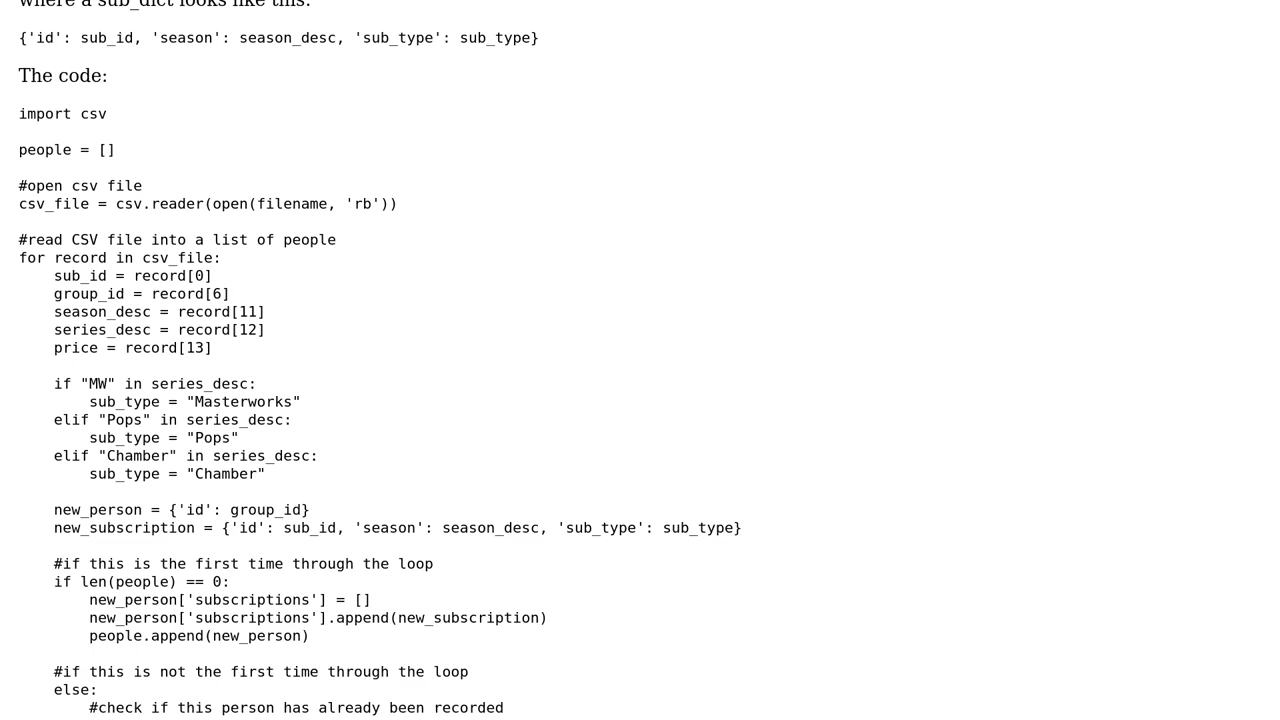 where a sub_dict looks like this:
{'id': sub_id, 'season': season_desc, 'sub_type': sub_type}
The code:
import csv
people = []
#open csv file
csv_file = csv.reader(open(filename, 'rb'))
#read CSV file into a list of people
for record in csv_file:
    sub_id = record[0]
    group_id = record[6]
    season_desc = record[11]
    series_desc = record[12]
    price = record[13]
    if "MW" in series_desc:
        sub_type = "Masterworks"
    elif "Pops" in series_desc:
        sub_type = "Pops"
    elif "Chamber" in series_desc:
        sub_type = "Chamber"
    new_person = {'id': group_id}
    new_subscription = {'id': sub_id, 'season': season_desc, 'sub_type': sub_type}
    #if this is the first time through the loop
    if len(people) == 0:
        new_person['subscriptions'] = []
        new_person['subscriptions'].append(new_subscription)
        people.append(new_person)
    #if this is not the first time through the loop
    else:
        #check if this person has already been recorded